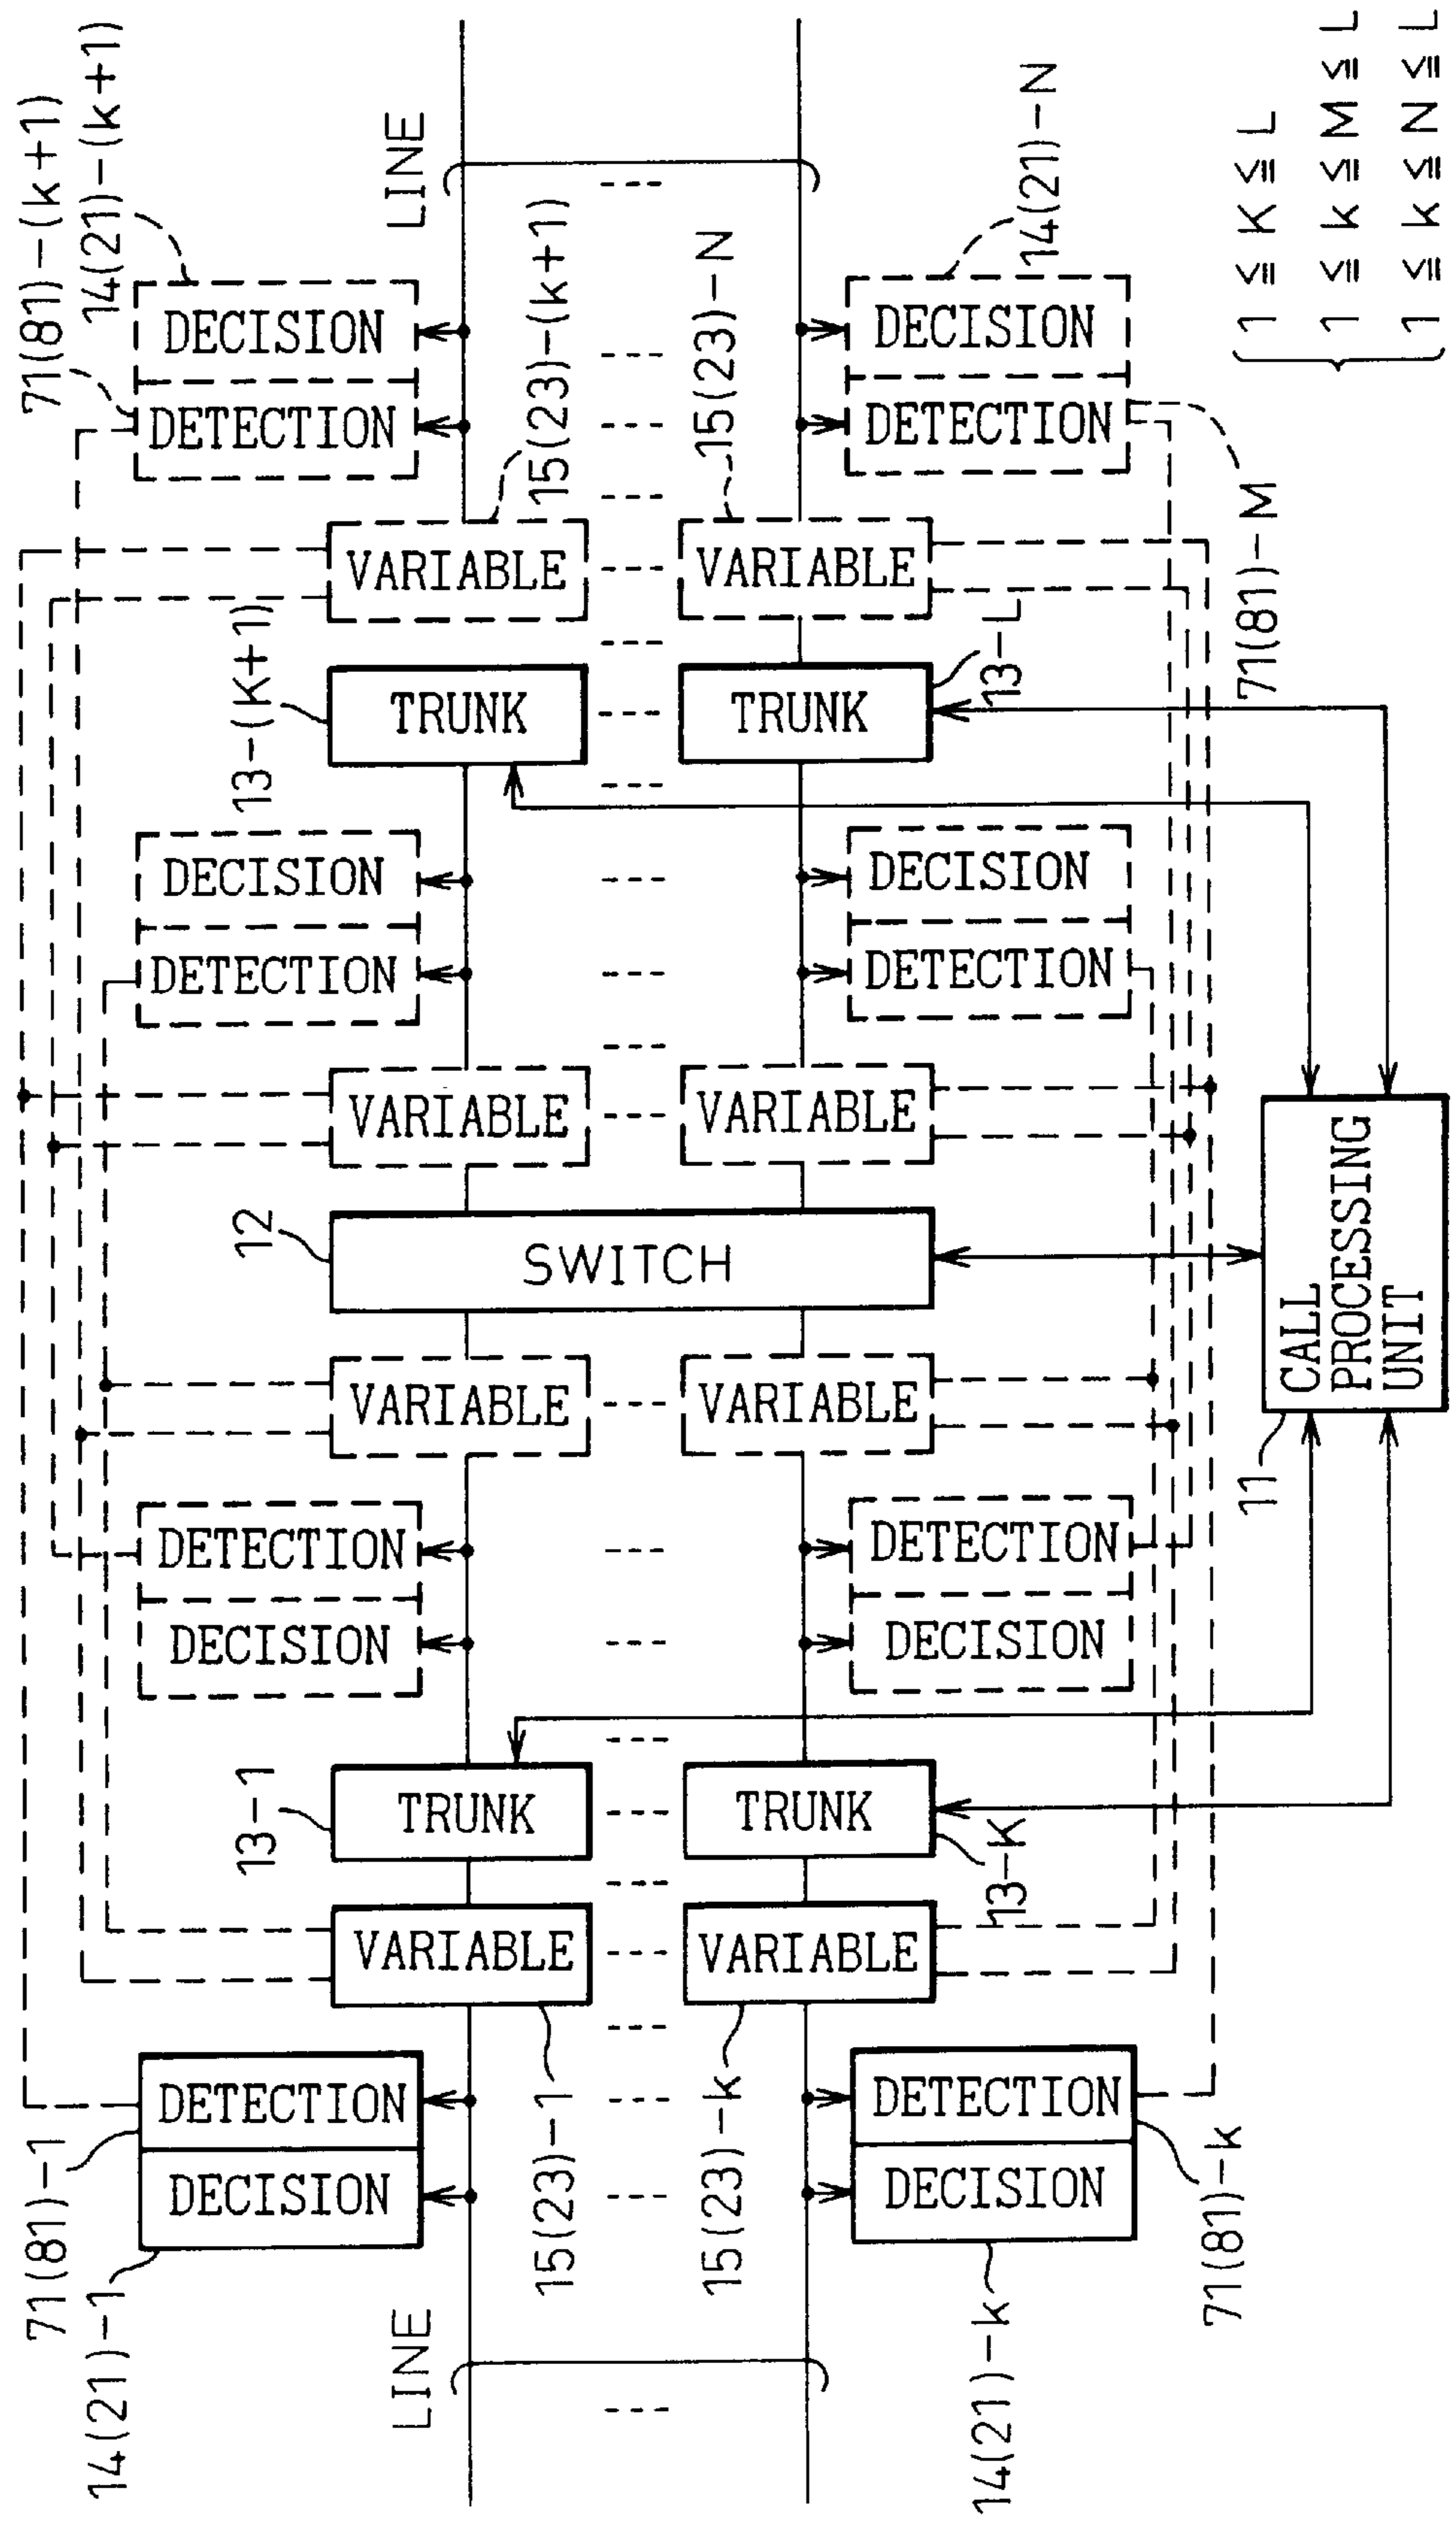 71(81)-1
14(21)-1
DETECTION
DECISION
LINE
VARIABLE
15(23)-1
TRUNK
13-1
DETECTION
DECISION
VARIABLE
SWITCH
12
VARIABLE
DETECTION
DECISION
TRUNK
13-(K+1)
VARIABLE
15(23)-(k+1)
DETECTION
DECISION
71(81)-(k+1)
14(21)-(k+1)
LINE
15(23)-k
VARIABLE
TRUNK
13-K
DECISION
DETECTION
VARIABLE
VARIABLE
DETECTION
DECISION
TRUNK
13-L
VARIABLE
15(23)-N
DETECTION
DECISION
14(21)-N
71(81)-M
DECISION
DETECTION
14(21)-k
71(81)-k
11
CALL
PROCESSING
UNIT
1 ≦ K ≦ L
1 ≦ k ≦ M ≦ L
1 ≦ k ≦ N ≦ L